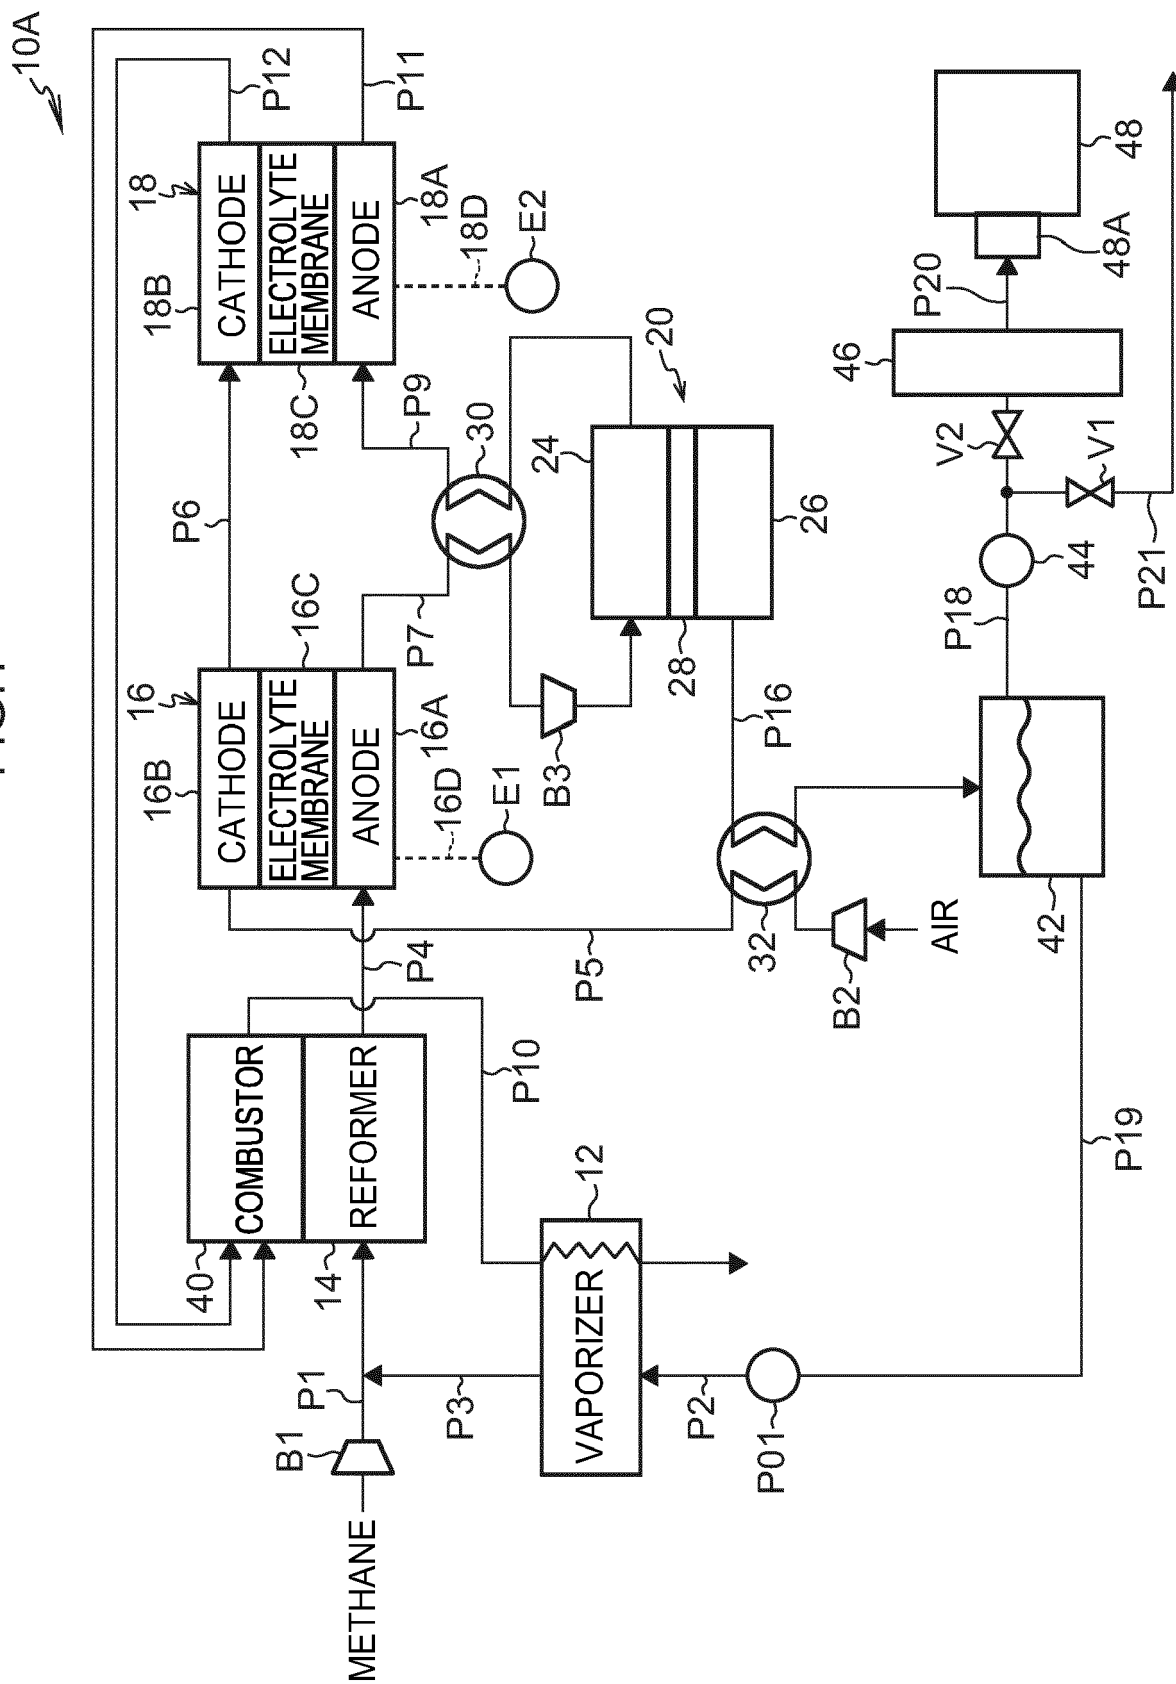 10A
16
18
16B
18B
P6
P12
40
COMBUSTOR
CATHODE
CATHODE
B1
P1
14
ELECTROLYTE
MEMBRANE
16C
18C
ELECTROLYTE
MEMBRANE
METHANE
REFORMER
P4
ANODE
P7
P9
ANODE
P11
16A
18A
16D
18D
P3
E1
30
E2
P10
B3
24
VAPORIZER
12
P5
20
P2
28
P16
26
P01
32
B2
46
P20
AIR
P18
V2
42
44
V1
48A
48
P19
P21